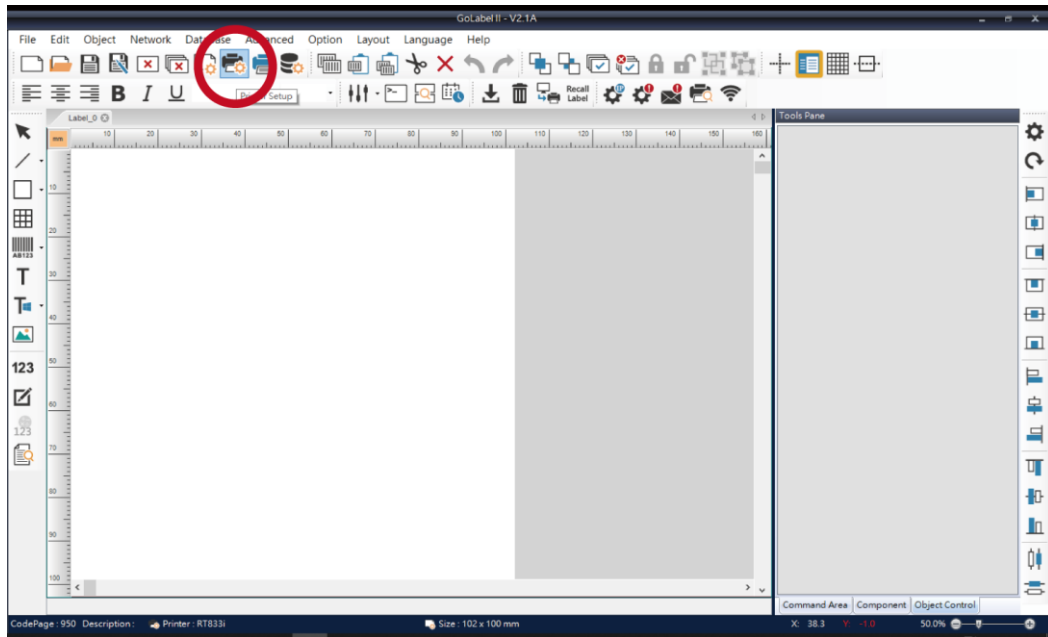 GoLabel II - V2.1A
File Edit Object Network Database Advanced Option Layout Language Help
B I U Printer Setup Recall Label
Label_0 Tools Pane
mm 10 20 30 40 50 60 70 80 90 100 110 120 130 140 150 160
10
20
AB123
T
30
T
40
123
50
60
123
70
80
90
100
Command Area Component Object Control
CodePage : 950 Description : Printer : RT833i Size : 102 x 100 mm X: 38.3 Y: -1.0 50.0%